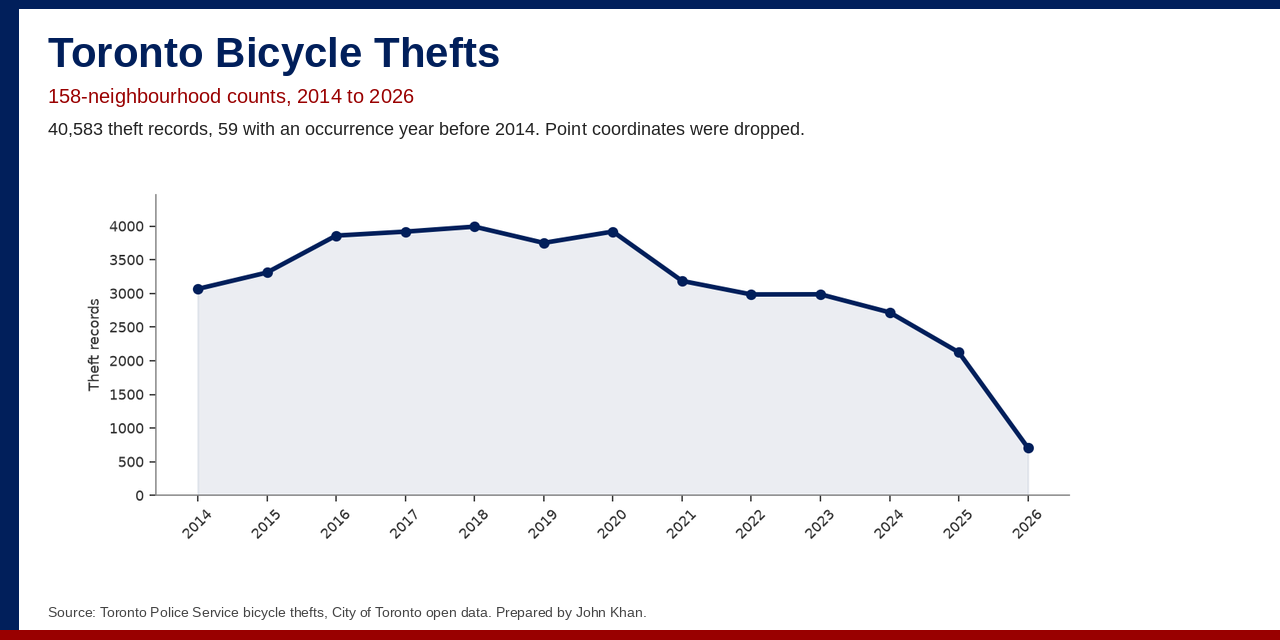 Toronto Bicycle Thefts
158-neighbourhood counts, 2014 to 2026
40,583 theft records, 59 with an occurrence year before 2014. Point coordinates were dropped.
Theft records
4000
3500
3000
2500
2000
1500
1000
500
0
2014 2015 2016 2017 2018 2019 2020 2021 2022 2023 2024 2025 2026
Source: Toronto Police Service bicycle thefts, City of Toronto open data. Prepared by John Khan.